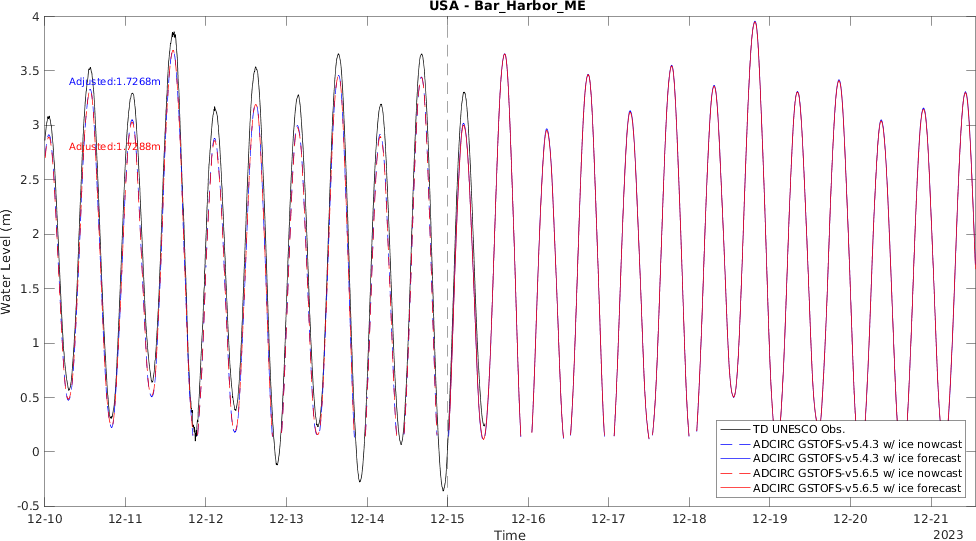 USA - Bar_Harbor_ME
4
3.5
3
2.5
2
1.5
1
0.5
0
-0.5
Water Level (m)
Adjusted:1.7268m
Adjusted:1.7288m
TD UNESCO Obs.
ADCIRC GSTOFS-v5.4.3 w/ ice nowcast
ADCIRC GSTOFS-v5.4.3 w/ ice forecast
ADCIRC GSTOFS-v5.6.5 w/ ice nowcast
ADCIRC GSTOFS-v5.6.5 w/ ice forecast
12-10 12-11 12-12 12-13 12-14 12-15 12-16 12-17 12-18 12-19 12-20 12-21
Time
2023